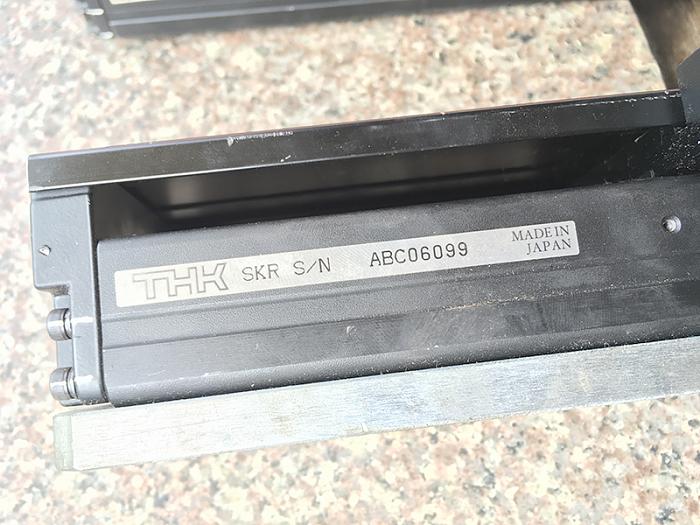 THK SKR S/N ABC06099 MADE IN
JAPAN